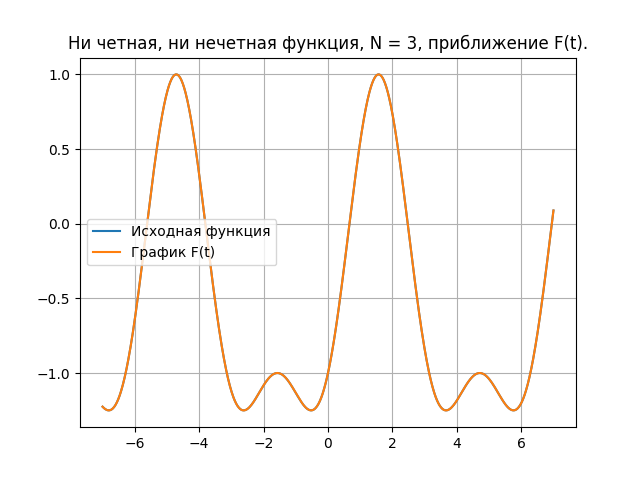 Ни четная, ни нечетная функция, N = 3, приближение F(t).
1.0
0.5
0.0
−0.5
−1.0
Исходная функция
График F(t)
−6 −4 −2 0 2 4 6